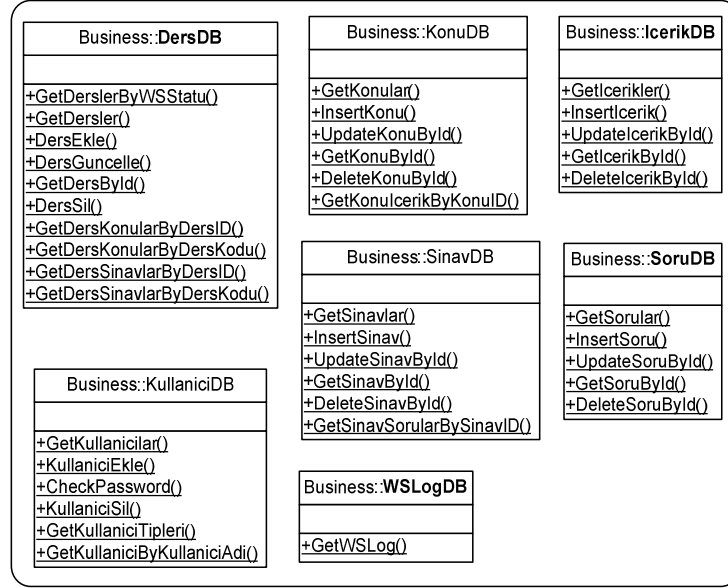 Business::DersDB
+GetDerslerByWSStatu()
+GetDersler()
+DersEkle()
+DersGuncelle()
+GetDersById()
+DersSil()
+GetDersKonularByDersID()
+GetDersKonularByDersKodu()
+GetDersSinavlarByDersID()
+GetDersSinavlarByDersKodu()
Business::KonuDB
+GetKonular()
+InsertKonu()
+UpdateKonuById()
+GetKonuById()
+DeleteKonuById()
+GetKonuIcerikByKonuID()
Business::IcerikDB
+GetIcerikler()
+InsertIcerik()
+UpdateIcerikById()
+GetIcerikById()
+DeleteIcerikById()
Business::SinavDB
+GetSinavlar()
+InsertSinav()
+UpdateSinavById()
+GetSinavById()
+DeleteSinavById()
+GetSinavSorularBySinavID()
Business::SoruDB
+GetSorular()
+InsertSoru()
+UpdateSoruById()
+GetSoruById()
+DeleteSoruById()
Business::KullaniciDB
+GetKullanicilar()
+KullaniciEkle()
+CheckPassword()
+KullaniciSil()
+GetKullaniciTipleri()
+GetKullaniciByKullaniciAdi()
Business::WSLogDB
+GetWSLog()